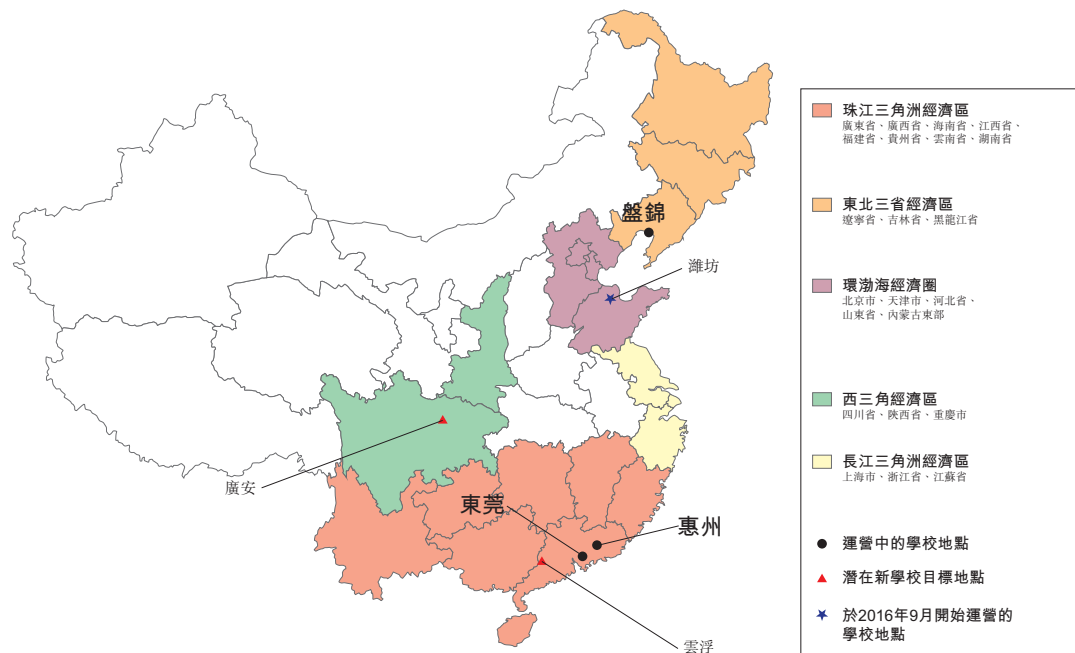 盤錦
濰坊
廣安
東莞
惠州
雲浮
珠江三角洲經濟區
廣東省、廣西省、海南省、江西省、
福建省、貴州省、雲南省、湖南省
東北三省經濟區
遼寧省、吉林省、黑龍江省
環渤海經濟圈
北京市、天津市、河北省、
山東省、內蒙古東部
西三角經濟區
四川省、陝西省、重慶市
長江三角洲經濟區
上海市、浙江省、江蘇省
運營中的學校地點
潛在新學校目標地點
於2016年9月開始運營的
學校地點